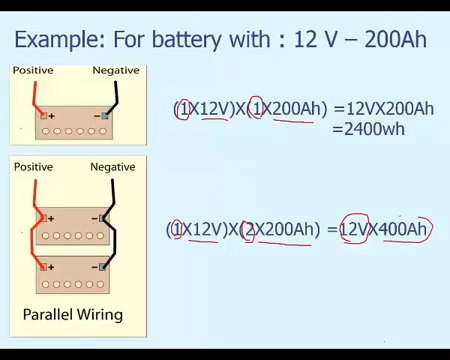 Example: For battery with : 12 V – 200Ah
Positive Negative
+ –
(1X12V)X(1X200Ah) =12VX200Ah
=2400wh
Positive Negative
+ –
(1X12V)X(2X200Ah) = 12VX400Ah
+ –
Parallel Wiring